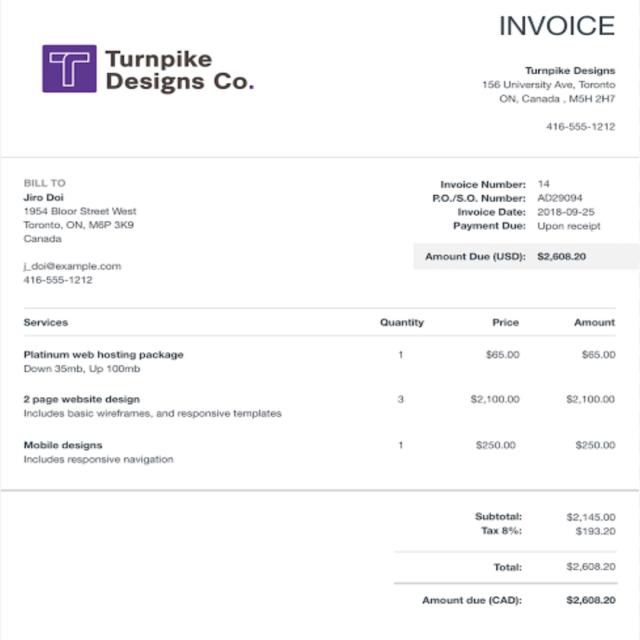 INVOICE
Turnpike
Designs Co.
Turnpike Designs
156 University Ave, Toronto
ON, Canada , M5H 2H7
416-555-1212
BILL TO
Jiro Doi
1954 Bloor Street West
Toronto, ON, M6P 3K9
Canada
j_doi@example.com
416-555-1212
Invoice Number: 14
P.O./S.O. Number: AD29094
Invoice Date: 2018-09-25
Payment Due: Upon receipt
Amount Due (USD): $2,608.20
Services Quantity Price Amount
Platinum web hosting package 1 $65.00 $65.00
Down 35mb, Up 100mb
2 page website design 3 $2,100.00 $2,100.00
Includes basic wireframes, and responsive templates
Mobile designs 1 $250.00 $250.00
Includes responsive navigation
Subtotal: $2,145.00
Tax 8%: $193.20
Total: $2,608.20
Amount due (CAD): $2,608.20